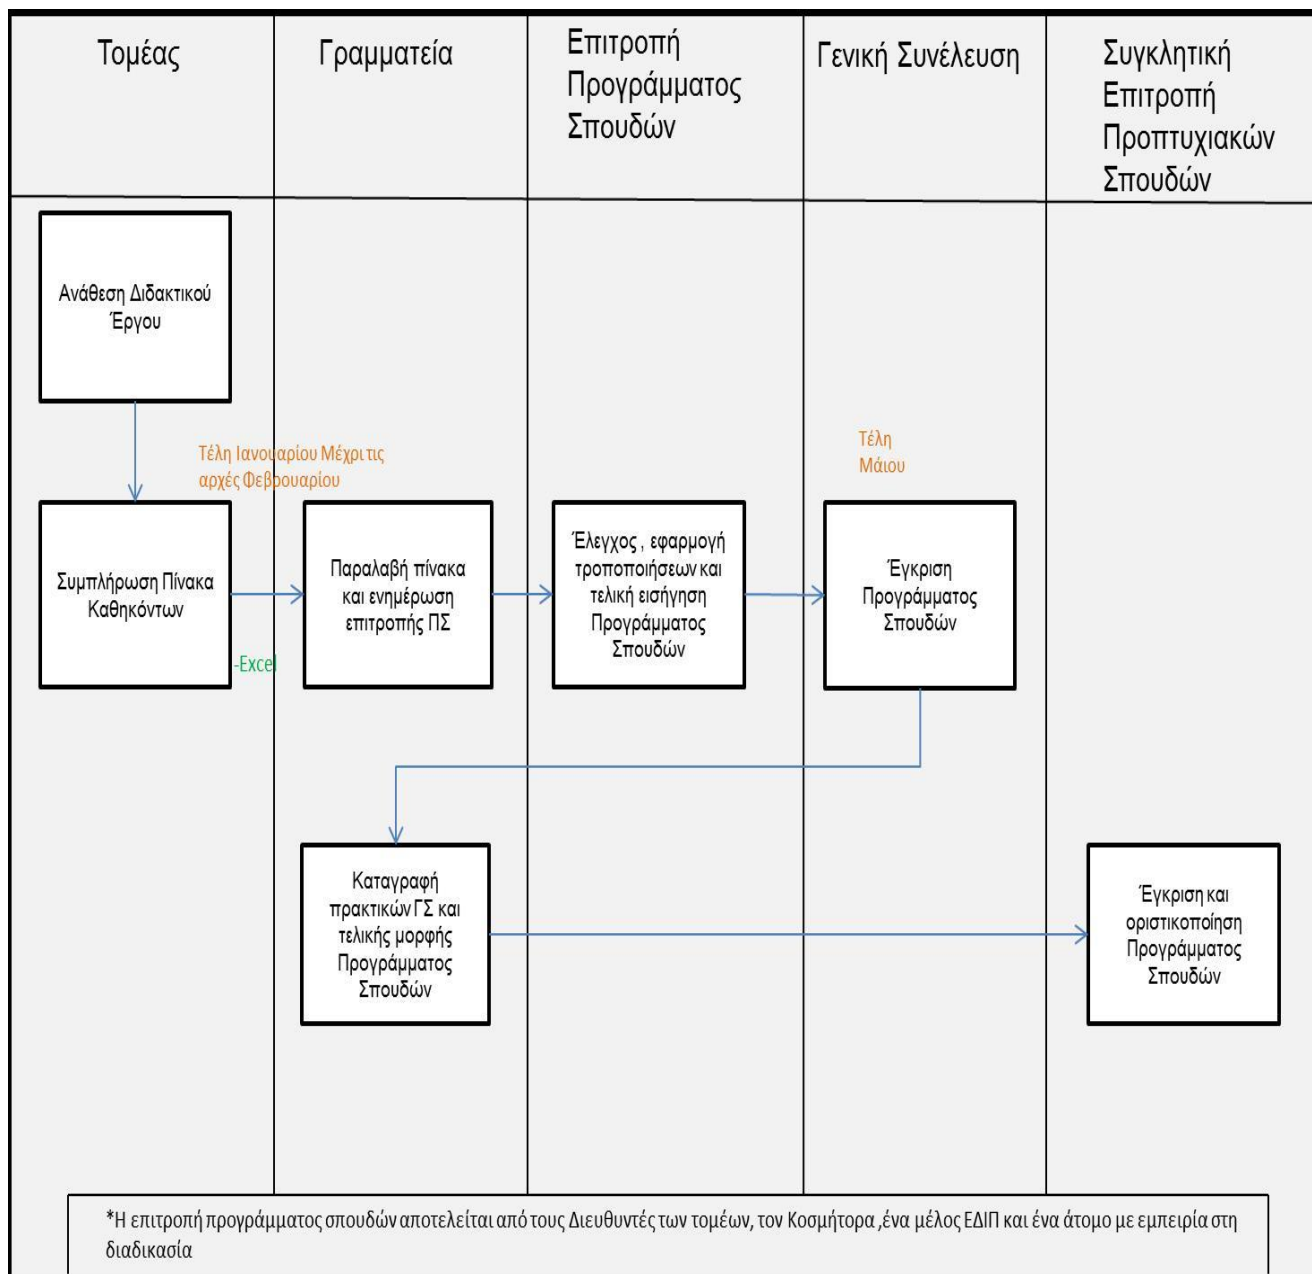 Τομέας
Γραμματεία
Επιτροπή
Προγράμματος
Σπουδών
Γενική Συνέλευση
Συγκλητική
Επιτροπή
Προπτυχιακών
Σπουδών
Ανάθεση Διδακτικού
Έργου
Τέλη Ιανουαρίου Μέχρι τις
αρχές Φεβρουαρίου
Τέλη
Μάιου
Συμπλήρωση Πίνακα
Καθηκόντων
-Excel
Παραλαβή πίνακα
και ενημέρωση
επιτροπής ΠΣ
Έλεγχος , εφαρμογή
τροποποιήσεων και
τελική εισήγηση
Προγράμματος
Σπουδών
Έγκριση
Προγράμματος
Σπουδών
Καταγραφή
πρακτικών ΓΣ και
τελικής μορφής
Προγράμματος
Σπουδών
Έγκριση και
οριστικοποίηση
Προγράμματος
Σπουδών
*Η επιτροπή προγράμματος σπουδών αποτελείται από τους Διευθυντές των τομέων, τον Κοσμήτορα ,ένα μέλος ΕΔΙΠ και ένα άτομο με εμπειρία στη
διαδικασία